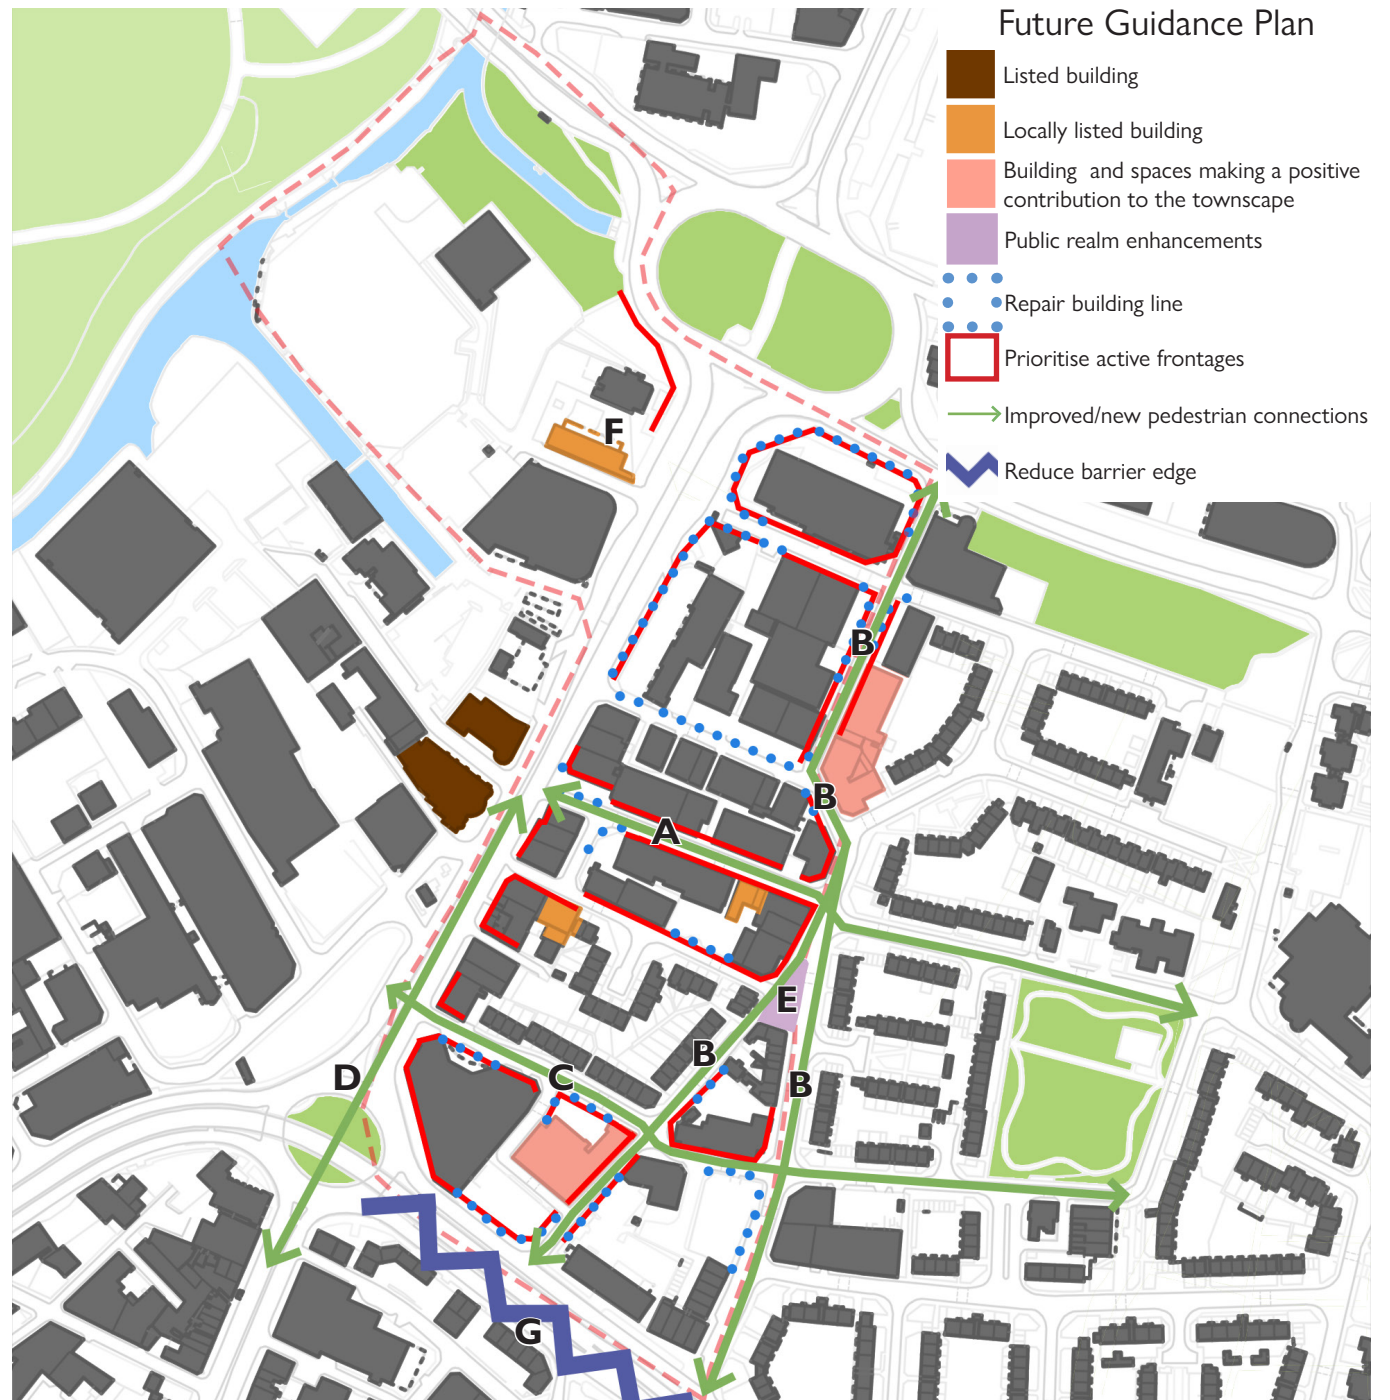 Future Guidance Plan
Listed building
Locally listed building
Building and spaces making a positive
contribution to the townscape
Public realm enhancements
Repair building line
Prioritise active frontages
Improved/new pedestrian connections
Reduce barrier edge
F
B
B
A
E
B
C
D
B
G